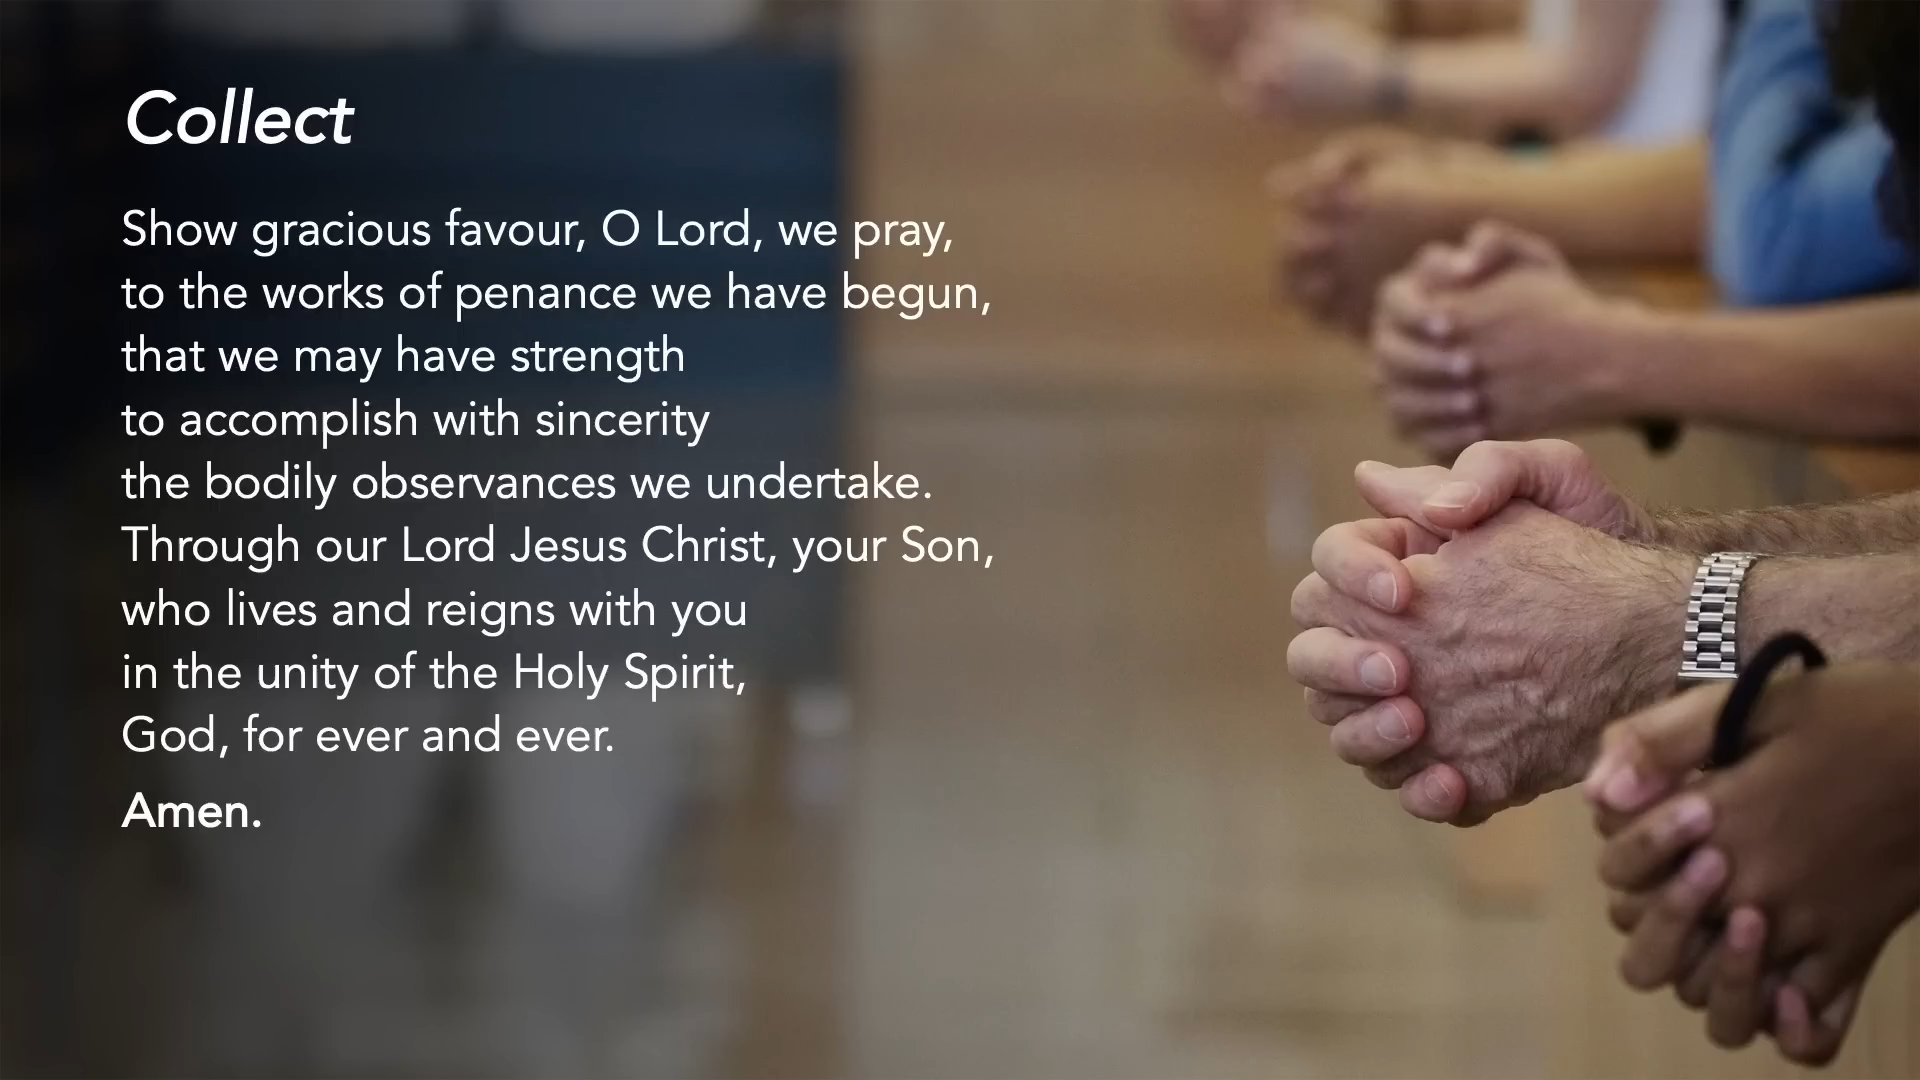 Collect
Show gracious favour, O Lord, we pray,
to the works of penance we have begun,
that we may have strength
to accomplish with sincerity
the bodily observances we undertake.
Through our Lord Jesus Christ, your Son,
who lives and reigns with you
in the unity of the Holy Spirit,
God, for ever and ever.
Amen.